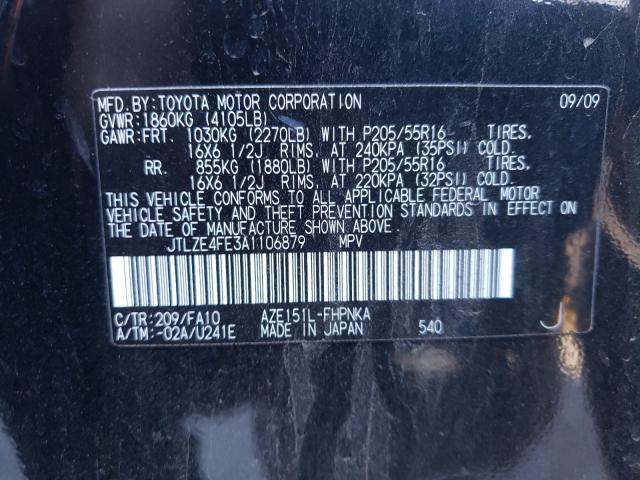 MFD. BY: TOYOTA MOTOR CORPORATION 09/09
GVWR: 1860KG (4105LB)
GAWR: FRT. 1030KG (2270LB) WITH P205/55R16 TIRES.
16X6 1/2J RIMS, AT 240KPA (35PSI) COLD.
RR. 855KG (1880LB) WITH P205/55R16 TIRES.
16X6 1/2J RIMS, AT 220KPA (32PSI) COLD.
THIS VEHICLE CONFORMS TO ALL APPLICABLE FEDERAL MOTOR
VEHICLE SAFETY AND THEFT PREVENTION STANDARDS IN EFFECT ON
THE DATE OF MANUFACTURE SHOWN ABOVE.
JTLZE4FE3A1106879 MPV
C/TR: 209/FA10 AZE151L-FHPNKA
A/TM: -02A/U241E MADE IN JAPAN 540 J